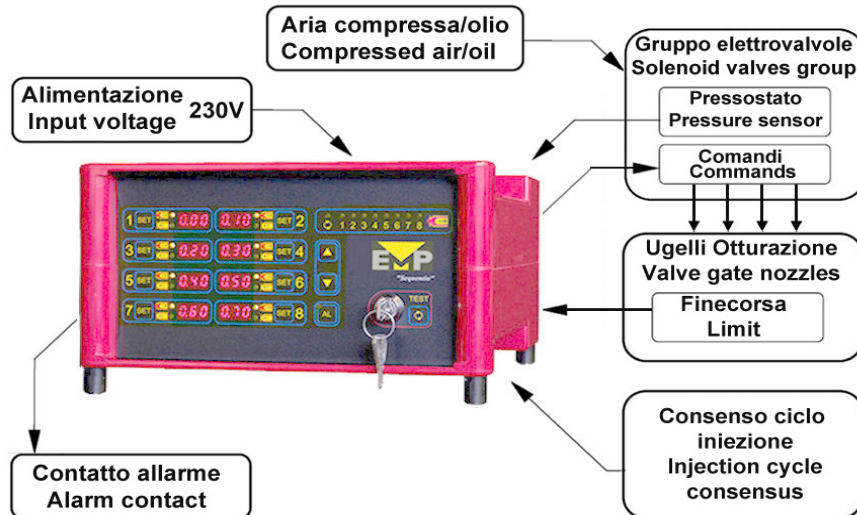 Aria compressa/olio
Compressed air/oil
Gruppo elettrovalvole
Solenoid valves group
Pressostato
Pressure sensor
Comandi
Commands
Alimentazione
Input voltage
230V
1 SET 0.00 0.10 SET 2
1 2 3 4 5 6 7 8
3 SET 0.20 0.30 SET 4
5 SET 0.40 0.50 SET 6
7 SET 0.60 0.70 SET 8
EMP
"Sequentia"
TEST
AL
Ugelli Otturazione
Valve gate nozzles
Finecorsa
Limit
Contatto allarme
Alarm contact
Consenso ciclo
iniezione
Injection cycle
consensus